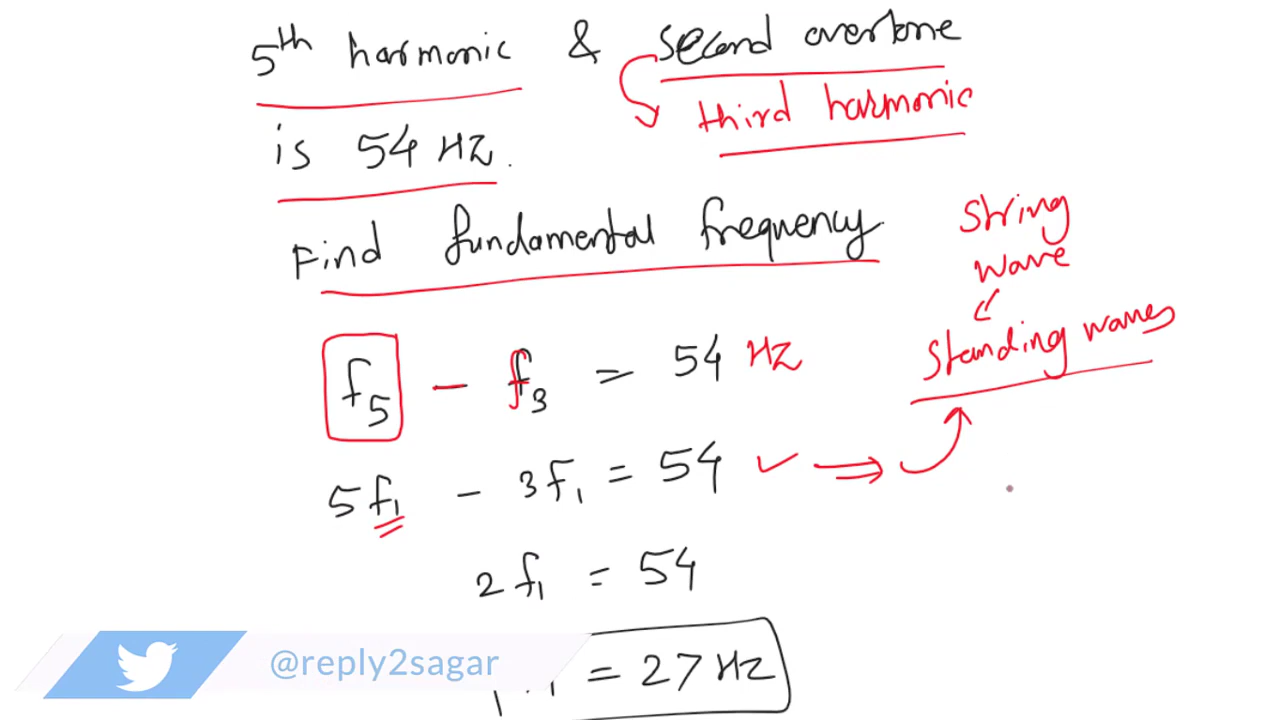 5th harmonic & second overtone
third harmonic
is 54 Hz.
Find fundamental frequency
String
wave
Standing waves
f5 - f3 = 54 Hz
5f1 - 3f1 = 54 ✓ ⇒
2f1 = 54
= 27 Hz
@reply2sagar